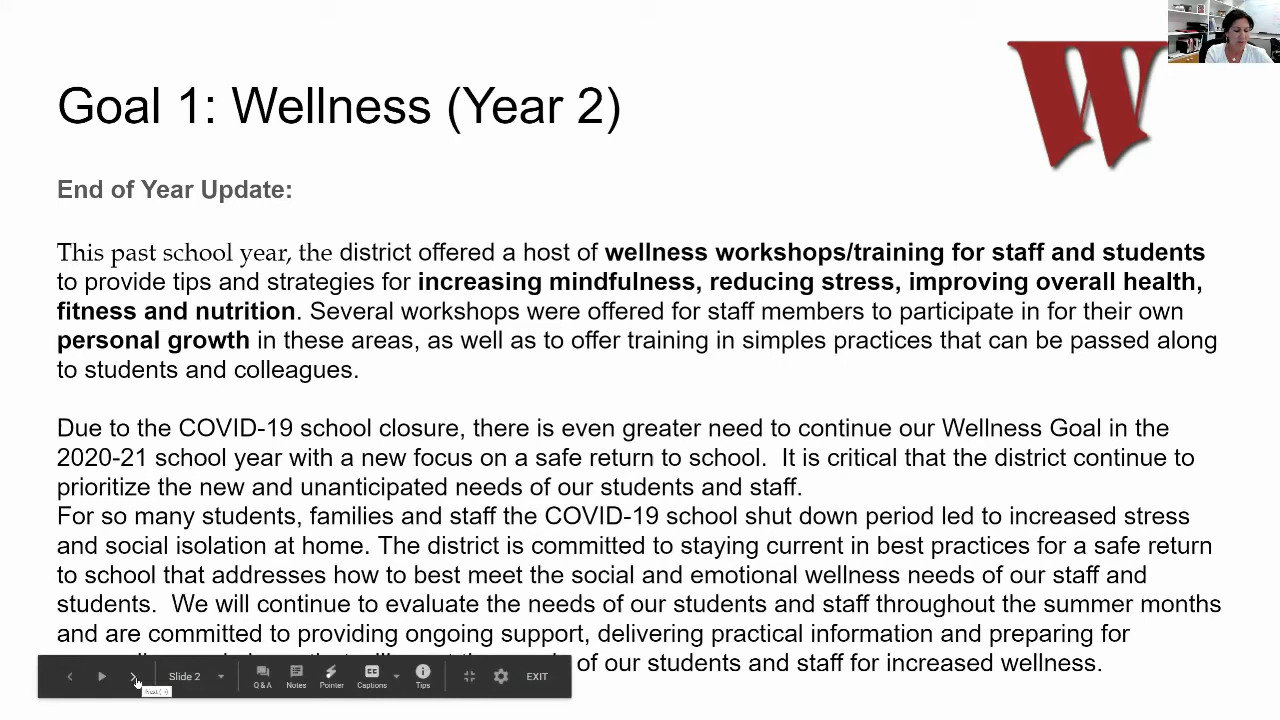 W
Goal 1: Wellness (Year 2)
End of Year Update:
This past school year, the district offered a host of wellness workshops/training for staff and students
to provide tips and strategies for increasing mindfulness, reducing stress, improving overall health,
fitness and nutrition. Several workshops were offered for staff members to participate in for their own
personal growth in these areas, as well as to offer training in simples practices that can be passed along
to students and colleagues.
Due to the COVID-19 school closure, there is even greater need to continue our Wellness Goal in the
2020-21 school year with a new focus on a safe return to school.  It is critical that the district continue to
prioritize the new and unanticipated needs of our students and staff.
For so many students, families and staff the COVID-19 school shut down period led to increased stress
and social isolation at home. The district is committed to staying current in best practices for a safe return
to school that addresses how to best meet the social and emotional wellness needs of our staff and
students.  We will continue to evaluate the needs of our students and staff throughout the summer months
and are committed to providing ongoing support, delivering practical information and preparing for
of our students and staff for increased wellness.
Slide 2 Q & A Notes Pointer Captions Tips EXIT